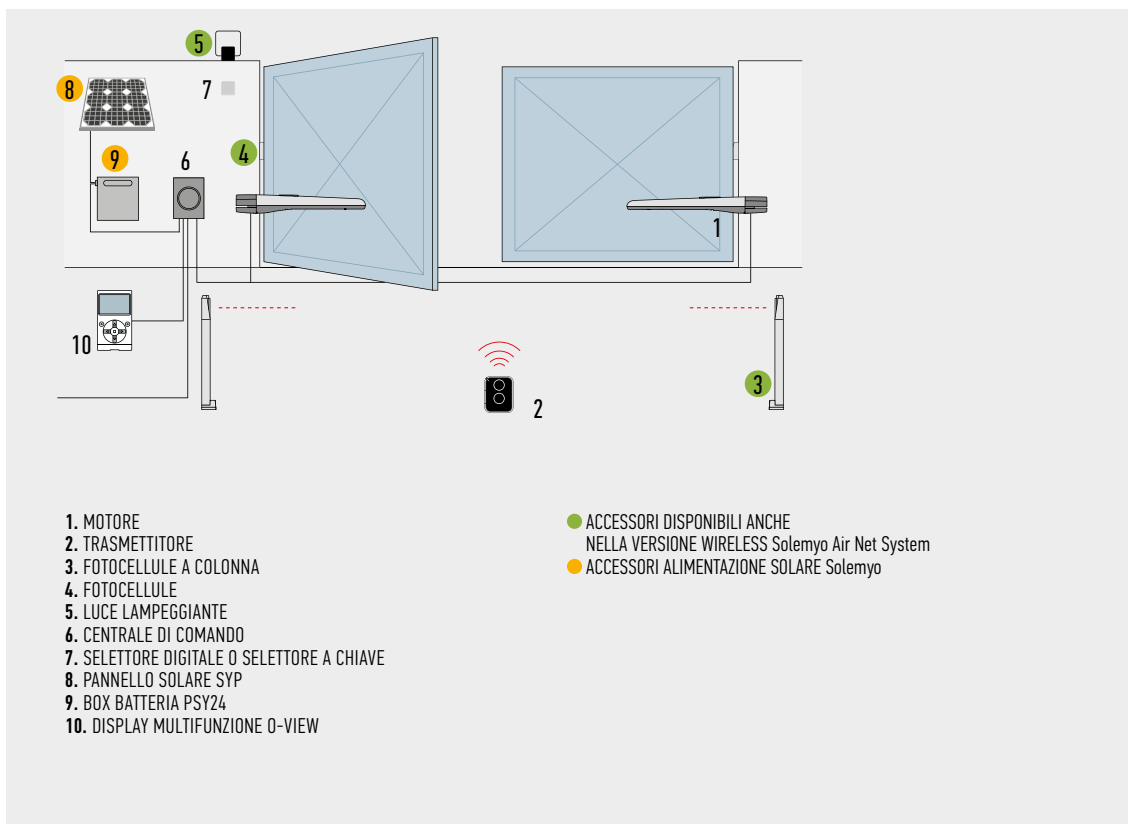 5
8
7
9
6
4
1
10
3
2
1. MOTORE
2. TRASMETTITORE
3. FOTOCELLULE A COLONNA
4. FOTOCELLULE
5. LUCE LAMPEGGIANTE
6. CENTRALE DI COMANDO
7. SELETTORE DIGITALE O SELETTORE A CHIAVE
8. PANNELLO SOLARE SYP
9. BOX BATTERIA PSY24
10. DISPLAY MULTIFUNZIONE O-VIEW
ACCESSORI DISPONIBILI ANCHE
NELLA VERSIONE WIRELESS Solemyo Air Net System
ACCESSORI ALIMENTAZIONE SOLARE Solemyo